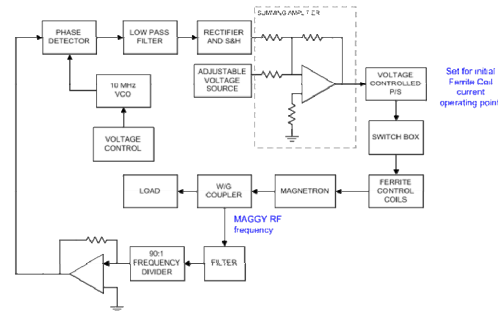 SUMMING AMPLIFIER
PHASE
DETECTOR
LOW PASS
FILTER
RECTIFIER
AND S&H
ADJUSTABLE
VOLTAGE
SOURCE
VOLTAGE
CONTROLLED
P/S
Set for initial
Ferrite Coil
current
operating point
10 MHz
VCO
VOLTAGE
CONTROL
SWITCH BOX
LOAD
W/G
COUPLER
MAGNETRON
FERRITE
CONTROL
COILS
MAGGY RF
frequency
90:1
FREQUENCY
DIVIDER
FILTER